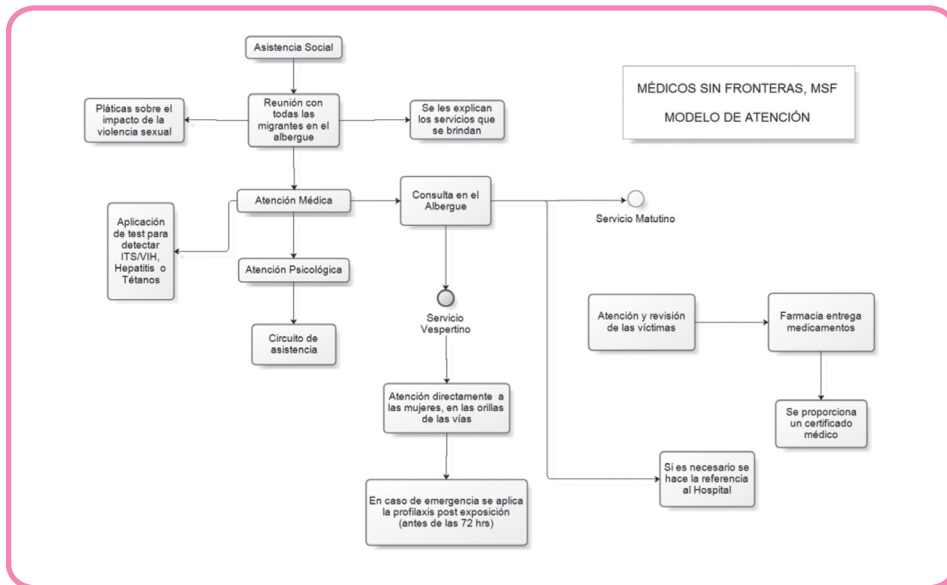 Asistencia Social
MÉDICOS SIN FRONTERAS, MSF
MODELO DE ATENCIÓN
Pláticas sobre el
impacto de la
violencia sexual
Reunión con
todas las
migrantes en el
albergue
Se les explican
los servicios que
se brindan
Atención Médica
Consulta en el
Albergue
Servicio Matutino
Aplicación
de test para
detectar
ITS/VIH,
Hepatitis o
Tétanos
Atención Psicológica
Servicio
Vespertino
Atención y revisión
de las víctimas
Farmacia entrega
medicamentos
Circuito de
asistencia
Atención directamente a
las mujeres, en las orillas
de las vías
Se proporciona
un certificado
médico
Si es necesario se
hace la referencia
al Hospital
En caso de emergencia se aplica
la profilaxis post exposición
(antes de las 72 hrs)